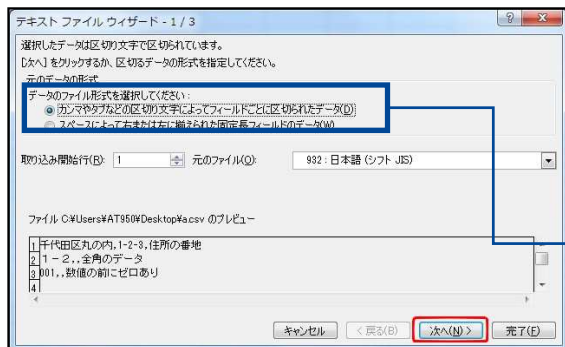 テキスト ファイル ウィザード - 1 / 3
選択したデータは区切り文字で区切られています。
[次へ] をクリックするか、区切るデータの形式を指定してください。
元のデータの形式
データのファイル形式を選択してください:
カンマやタブなどの区切り文字によってフィールドごとに区切られたデータ(D)
スペースによって右または左に揃えられた固定長フィールドのデータ(W)
取り込み開始行(R): 1 元のファイル(O): 932 : 日本語 (シフト JIS)
ファイル C:¥Users¥AT950¥Desktop¥a.csv のプレビュー
1 千代田区丸の内,1-2-3,住所の番地
2 1－2,,全角のデータ
3 001,,数値の前にゼロあり
4
キャンセル < 戻る(B) 次へ(N) > 完了(F)